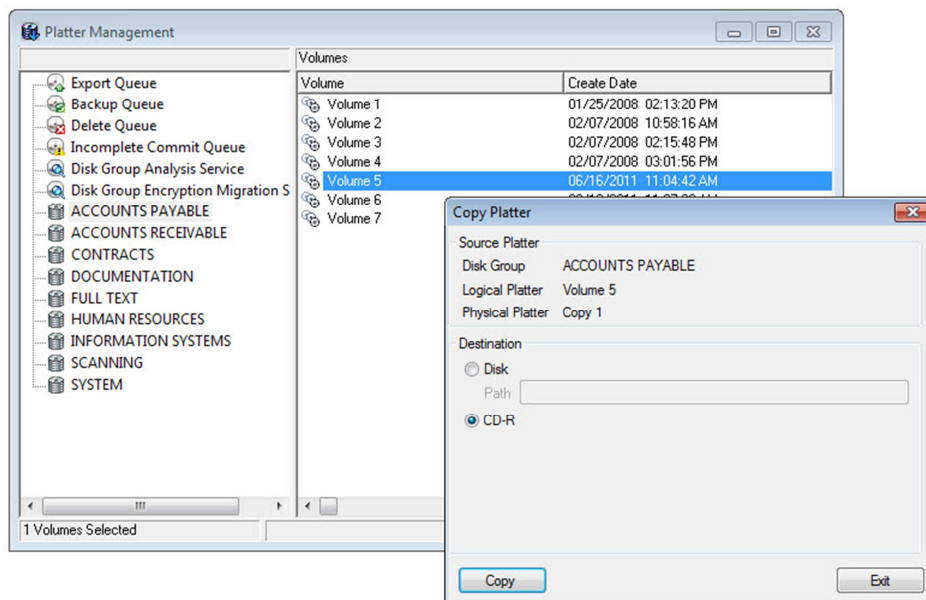 Platter Management
Volumes
Export Queue
Backup Queue
Delete Queue
Incomplete Commit Queue
Disk Group Analysis Service
Disk Group Encryption Migration S
ACCOUNTS PAYABLE
ACCOUNTS RECEIVABLE
CONTRACTS
DOCUMENTATION
FULL TEXT
HUMAN RESOURCES
INFORMATION SYSTEMS
SCANNING
SYSTEM
Volume Create Date
Volume 1 01/25/2008 02:13:20 PM
Volume 2 02/07/2008 10:58:16 AM
Volume 3 02/07/2008 02:15:48 PM
Volume 4 02/07/2008 03:01:56 PM
Volume 5 06/16/2011 11:04:42 AM
Volume 6
Volume 7
1 Volumes Selected
Copy Platter
Source Platter
Disk Group ACCOUNTS PAYABLE
Logical Platter Volume 5
Physical Platter Copy 1
Destination
Disk
Path
CD-R
Copy Exit